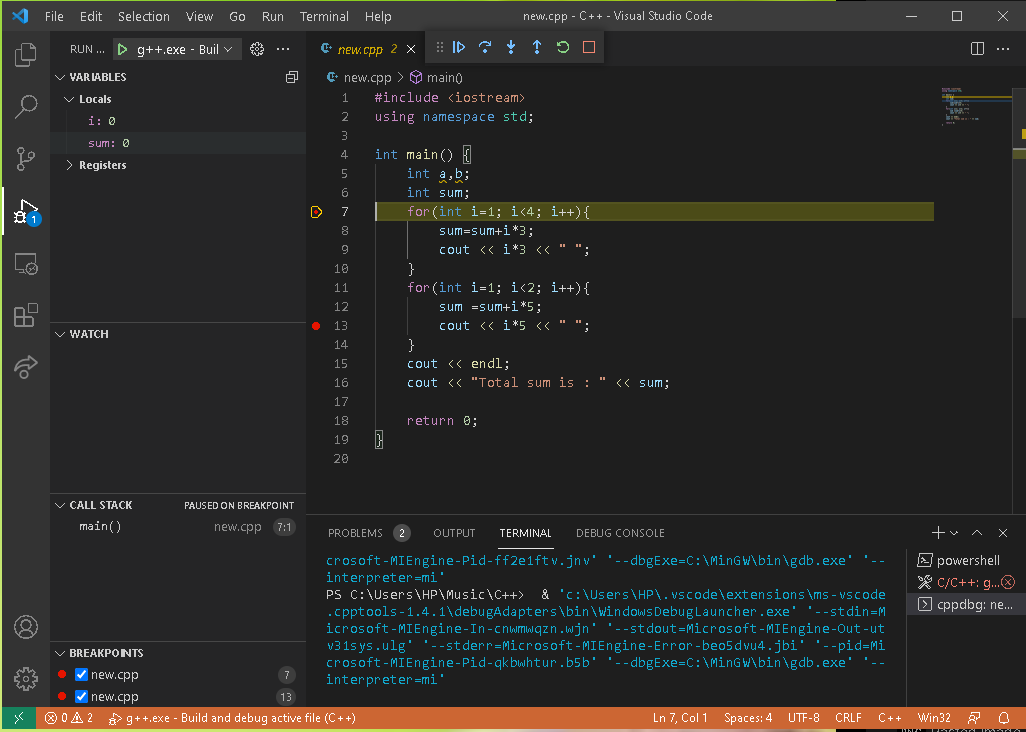 File Edit Selection View Go Run Terminal Help new.cpp - C++ - Visual Studio Code
RUN ... g++.exe - Buil ...
new.cpp 2
VARIABLES
Locals
i: 0
sum: 0
Registers
WATCH
CALL STACK PAUSED ON BREAKPOINT
main() new.cpp 7:1
BREAKPOINTS
new.cpp 7
new.cpp 13
1
new.cpp > main()
1 #include <iostream>
2 using namespace std;
3
4 int main() {
5 int a,b;
6 int sum;
7 for(int i=1; i<4; i++){
8 sum=sum+i*3;
9 cout << i*3 << " ";
10 }
11 for(int i=1; i<2; i++){
12 sum =sum+i*5;
13 cout << i*5 << " ";
14 }
15 cout << endl;
16 cout << "Total sum is : " << sum;
17
18 return 0;
19 }
20
PROBLEMS 2 OUTPUT TERMINAL DEBUG CONSOLE
crosoft-MIEngine-Pid-ff2e1ftv.jnv' '--dbgExe=C:\MinGW\bin\gdb.exe' '--
interpreter=mi'
PS C:\Users\HP\Music\C++> & 'c:\Users\HP\.vscode\extensions\ms-vscode
.cpptools-1.4.1\debugAdapters\bin\WindowsDebugLauncher.exe' '--stdin=M
icrosoft-MIEngine-In-cnwmwqzn.wjn' '--stdout=Microsoft-MIEngine-Out-ut
v31sys.ulg' '--stderr=Microsoft-MIEngine-Error-beo5dvu4.jbi' '--pid=Mi
crosoft-MIEngine-Pid-qkbwhtur.b5b' '--dbgExe=C:\MinGW\bin\gdb.exe' '--
interpreter=mi'
powershell
C/C++: g...
cppdbg: ne...
0 2 g++.exe - Build and debug active file (C++) Ln 7, Col 1 Spaces: 4 UTF-8 CRLF C++ Win32